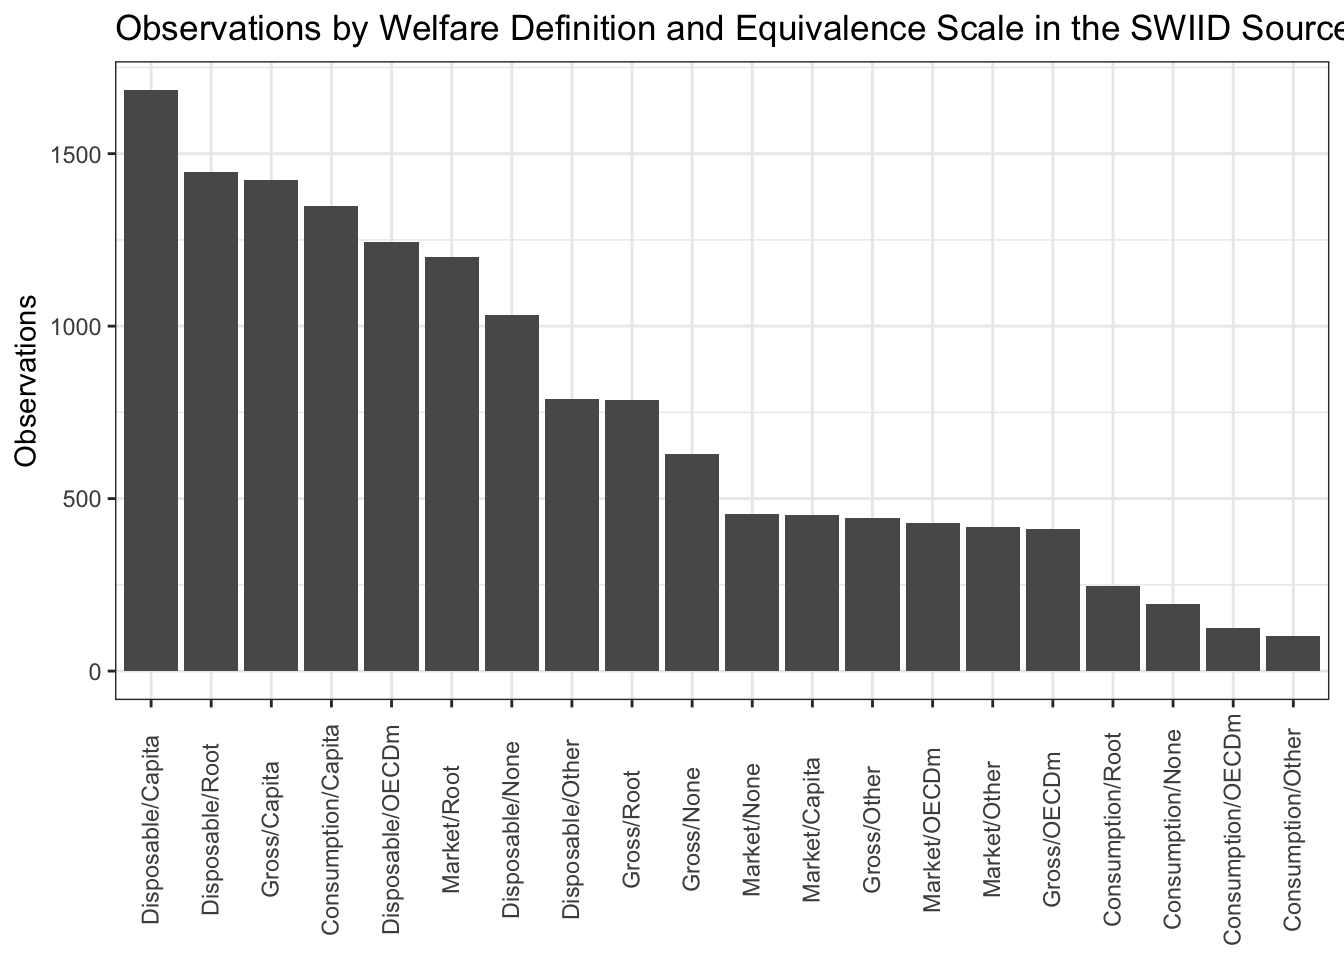 Observations by Welfare Definition and Equivalence Scale in the SWIID Source
Observations
1500
1000
500
0
Disposable/Capita
Disposable/Root
Gross/Capita
Consumption/Capita
Disposable/OECDm
Market/Root
Disposable/None
Disposable/Other
Gross/Root
Gross/None
Market/None
Market/Capita
Gross/Other
Market/OECDm
Market/Other
Gross/OECDm
Consumption/Root
Consumption/None
Consumption/OECDm
Consumption/Other